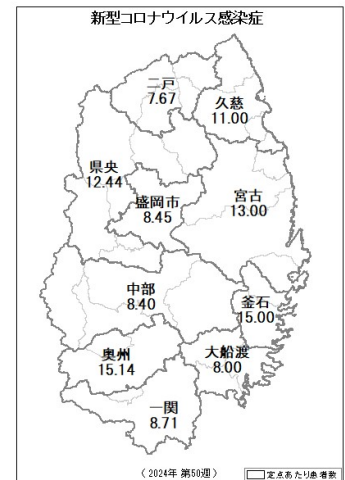 新型コロナウイルス感染症
二戸
7.67
久慈
11.00
県央
12.44
盛岡市
8.45
宮古
13.00
中部
8.40
釜石
15.00
奥州
15.14
大船渡
8.00
一関
8.71
（2024年 第50週）
定点あたり患者数